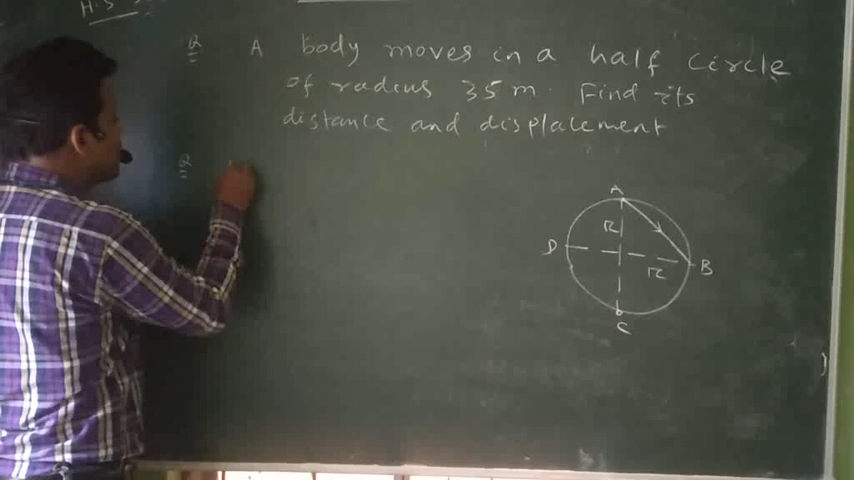 H.S
Q A body moves in a half circle
of radius 35 m. Find its
distance and displacement
Q
A
R
D
R B
C